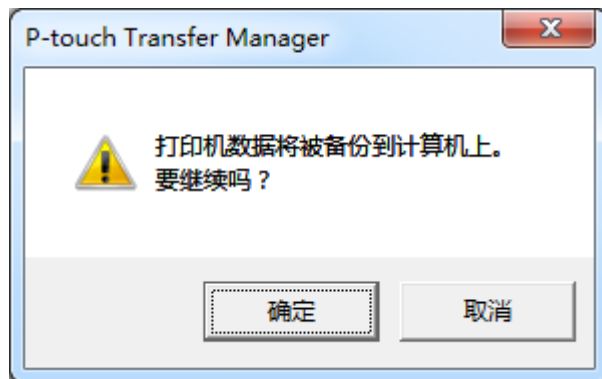 P-touch Transfer Manager
打印机数据将被备份到计算机上。
要继续吗？
确定
取消